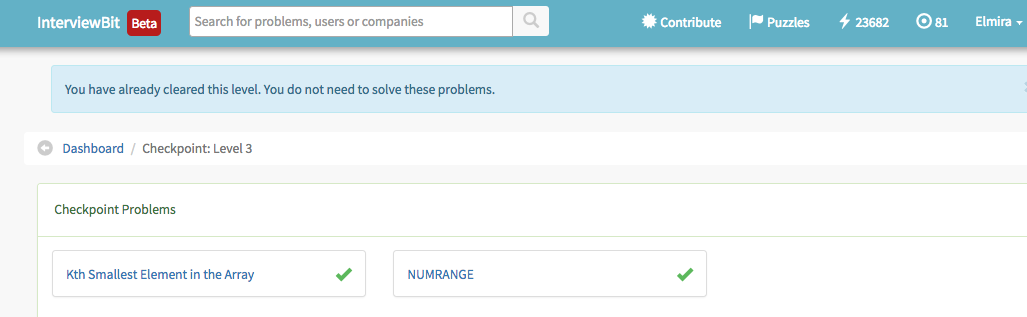 InterviewBit Beta Search for problems, users or companies Contribute Puzzles 23682 81 Elmira
You have already cleared this level. You do not need to solve these problems.
Dashboard / Checkpoint: Level 3
Checkpoint Problems
Kth Smallest Element in the Array NUMRANGE